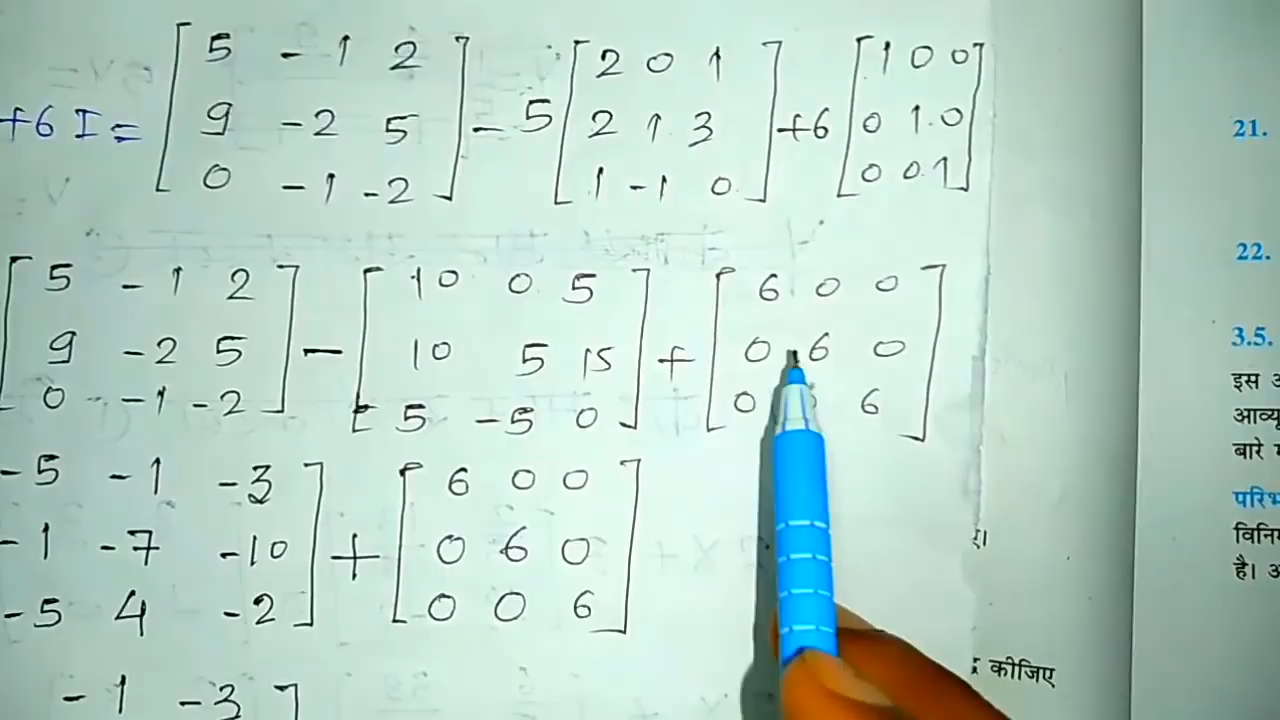 +6 I = [ 5 -1 2 ] - 5 [ 2 0 1 ] + 6 [ 1 0 0 ]
[ 9 -2 5 ] [ 2 1 3 ] [ 0 1 0 ]
[ 0 -1 -2 ] [ 1 -1 0 ] [ 0 0 1 ]
[ 5 -1 2 ] - [ 10 0 5 ] + [ 6 0 0 ]
[ 9 -2 5 ] [ 10 5 15 ] [ 0 6 0 ]
[ 0 -1 -2 ] [ 5 -5 0 ] [ 0 6 ]
-5 -1 -3 ] + [ 6 0 0 ]
-1 -7 -10 ] [ 0 6 0 ]
-5 4 -2 ] [ 0 0 6 ]
-1 -3 ]
कीजिए
21.
22.
3.5.
इस
बारे
है।